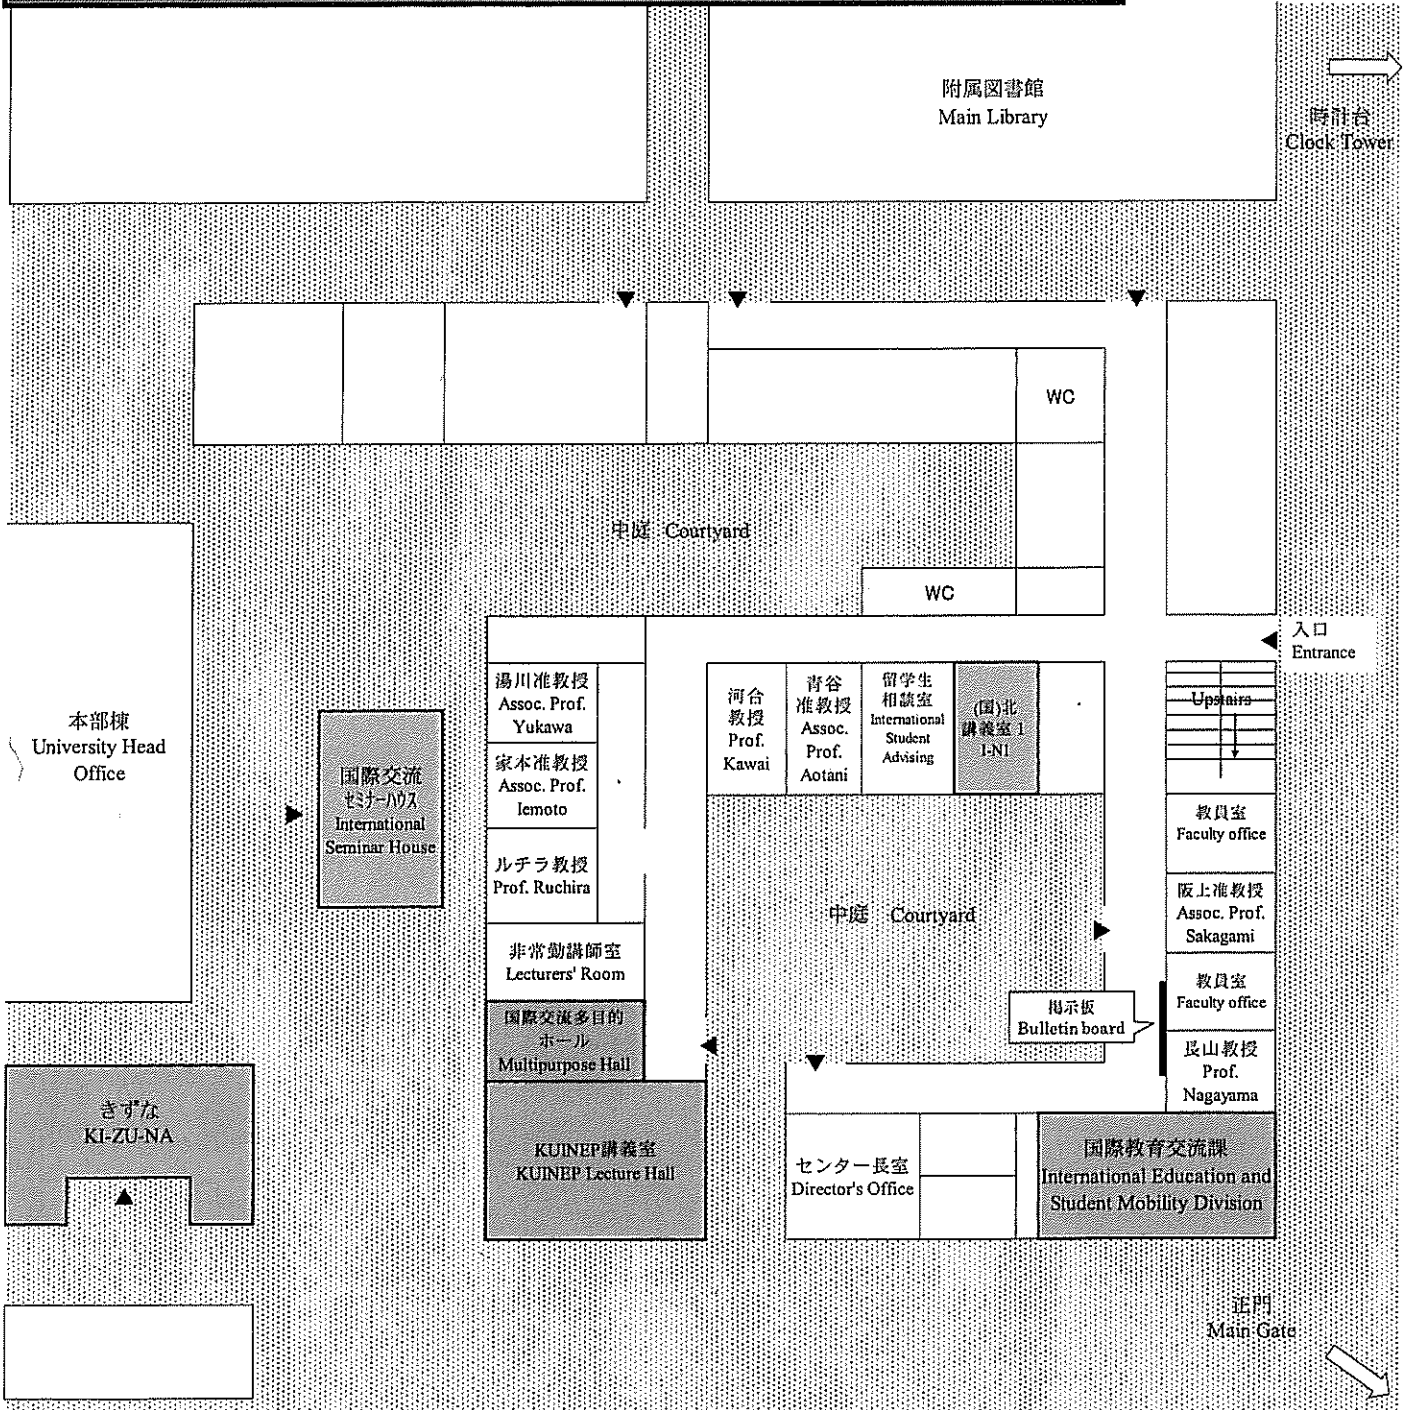 附属図書館
Main Library
時計台
Clock Tower
WC
中庭 Courtyard
WC
入口
Entrance
本部棟
University Head
Office
国際交流
セミナーハウス
International
Seminar House
湯川准教授
Assoc. Prof.
Yukawa
家本准教授
Assoc. Prof.
Iemoto
ルチラ教授
Prof. Ruchira
非常勤講師室
Lecturers' Room
国際交流多目的
ホール
Multipurpose Hall
KUINEP講義室
KUINEP Lecture Hall
河合
教授
Prof.
Kawai
青谷
准教授
Assoc.
Prof.
Aotani
留学生
相談室
International
Student
Advising
(国)北
講義室1
I-N1
Upstairs
教員室
Faculty office
阪上准教授
Assoc. Prof.
Sakagami
教員室
Faculty office
長山教授
Prof.
Nagayama
中庭 Courtyard
掲示板
Bulletin board
きずな
KI-ZU-NA
センター長室
Director's Office
国際教育交流課
International Education and
Student Mobility Division
正門
Main Gate